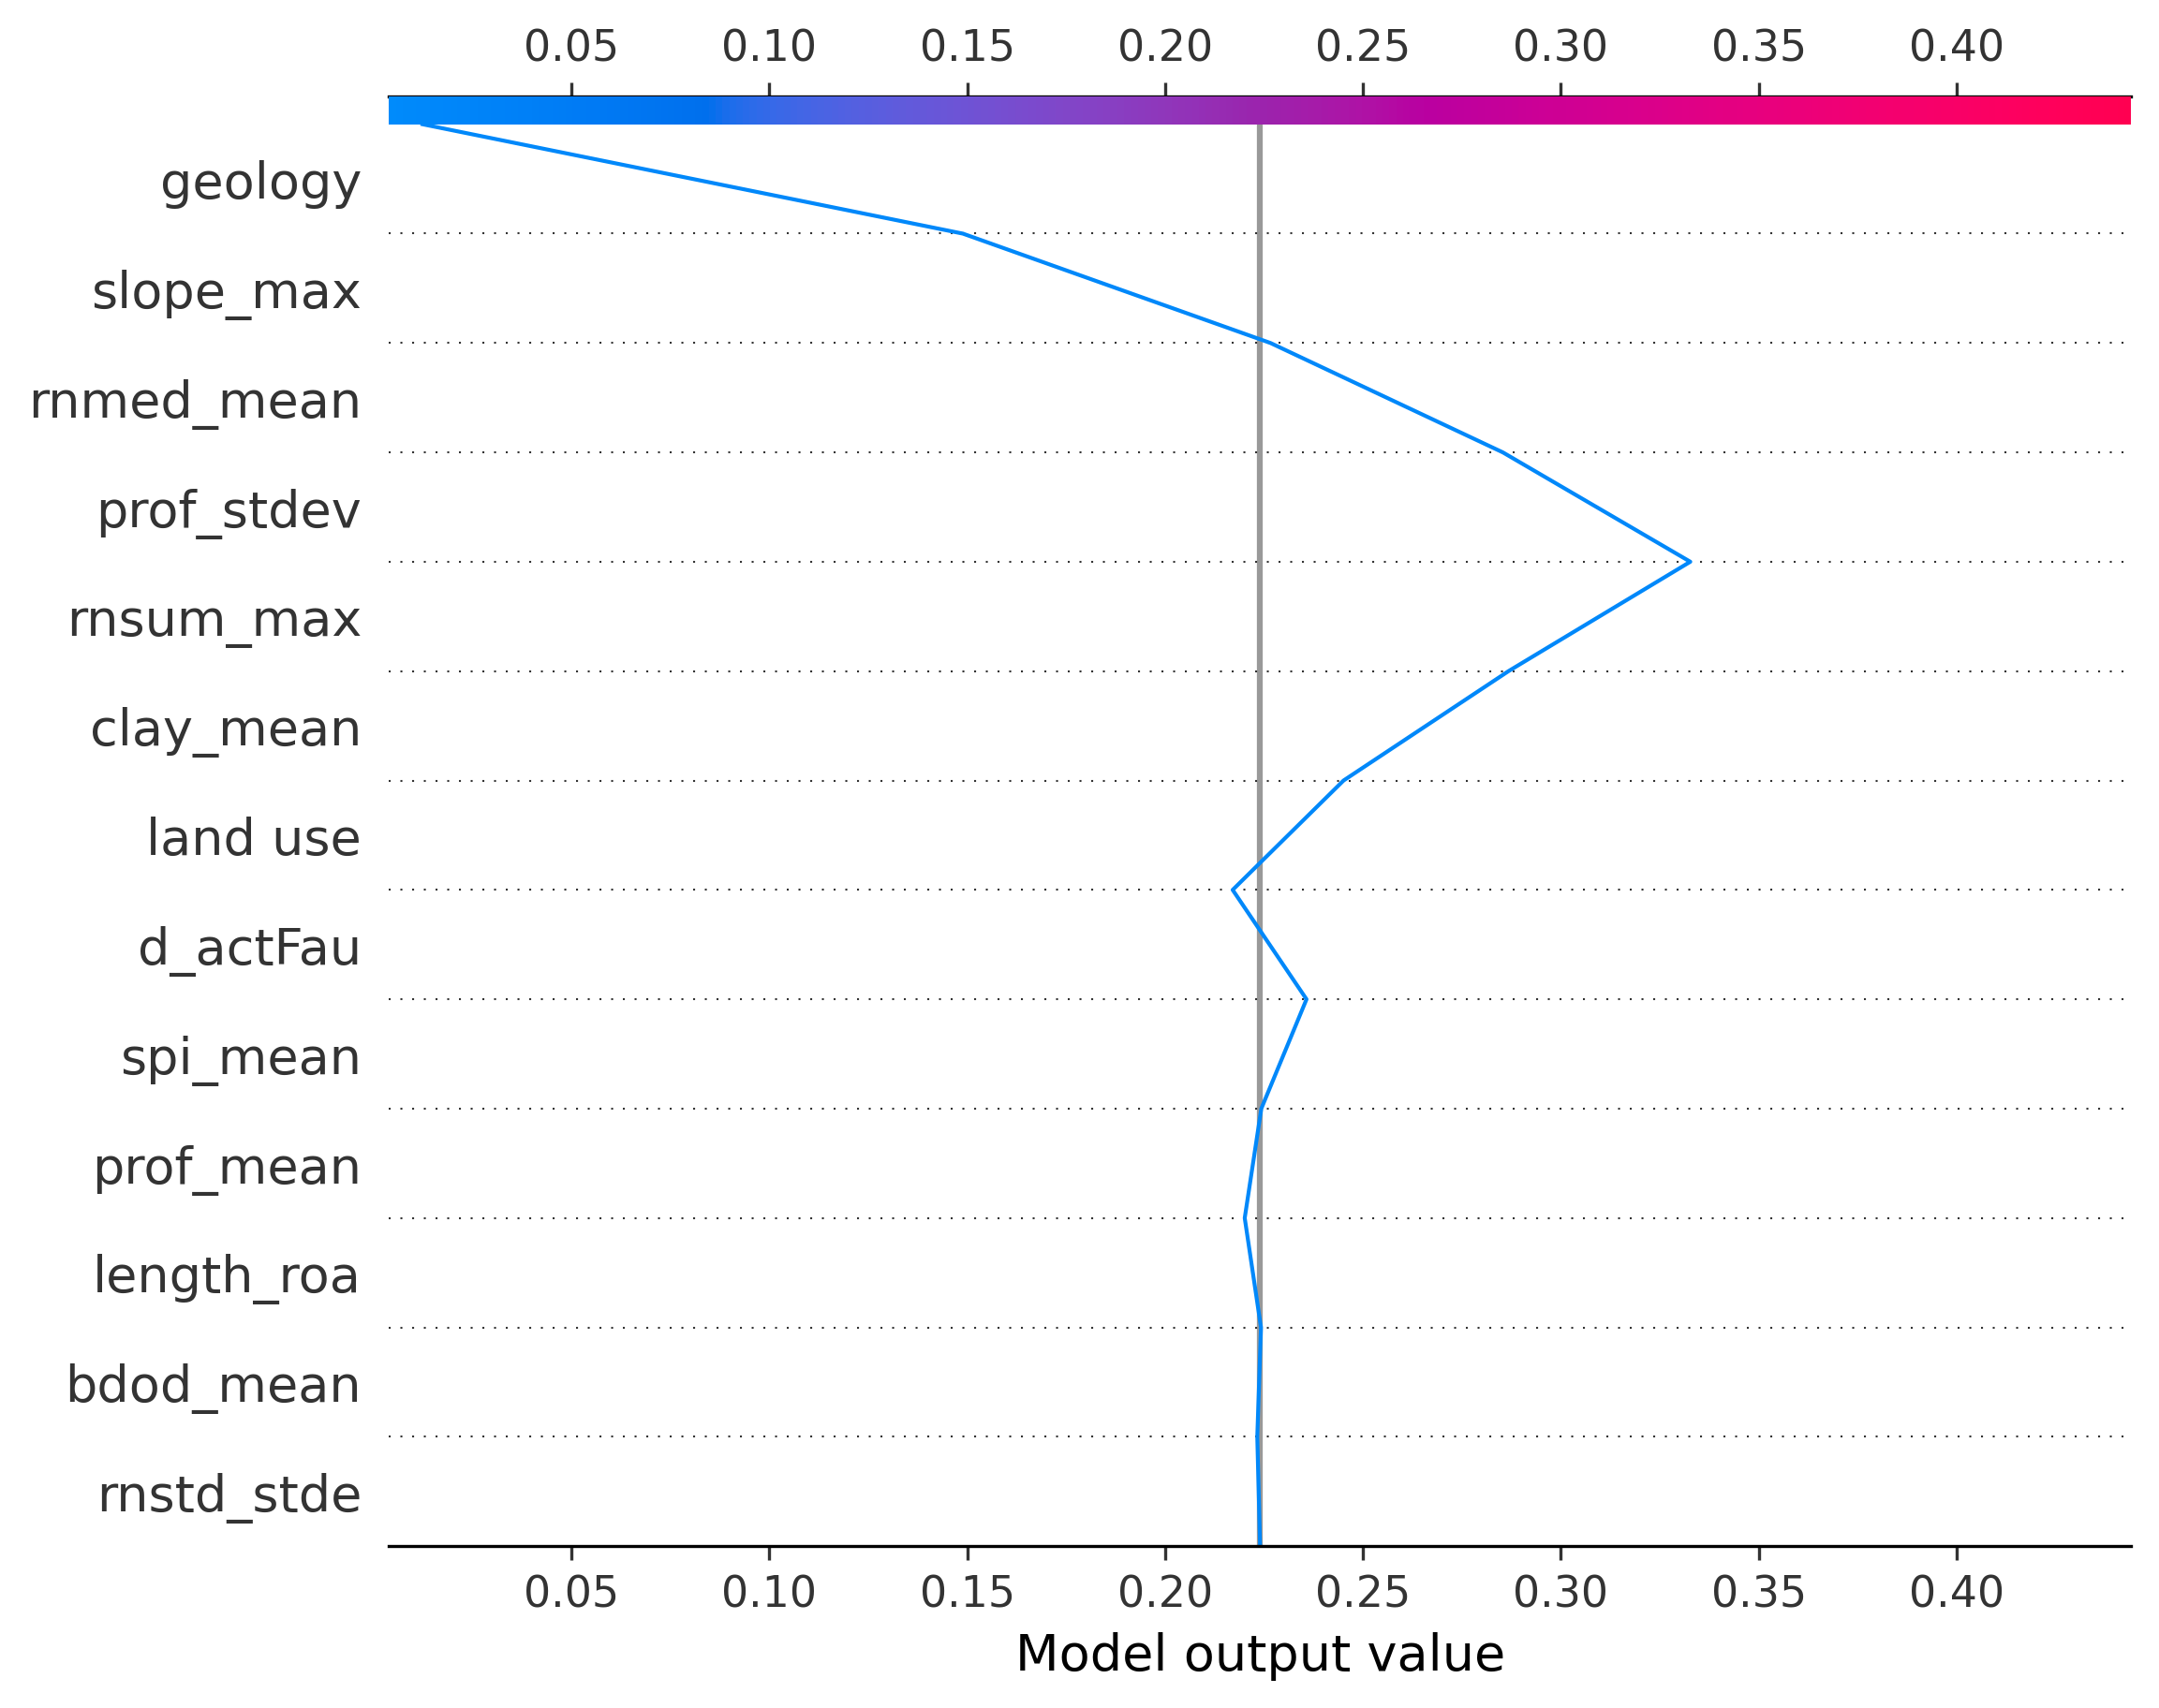 0.05 0.10 0.15 0.20 0.25 0.30 0.35 0.40
geology
slope_max
rnmed_mean
prof_stdev
rnsum_max
clay_mean
land use
d_actFau
spi_mean
prof_mean
length_roa
bdod_mean
rnstd_stde
0.05 0.10 0.15 0.20 0.25 0.30 0.35 0.40
Model output value